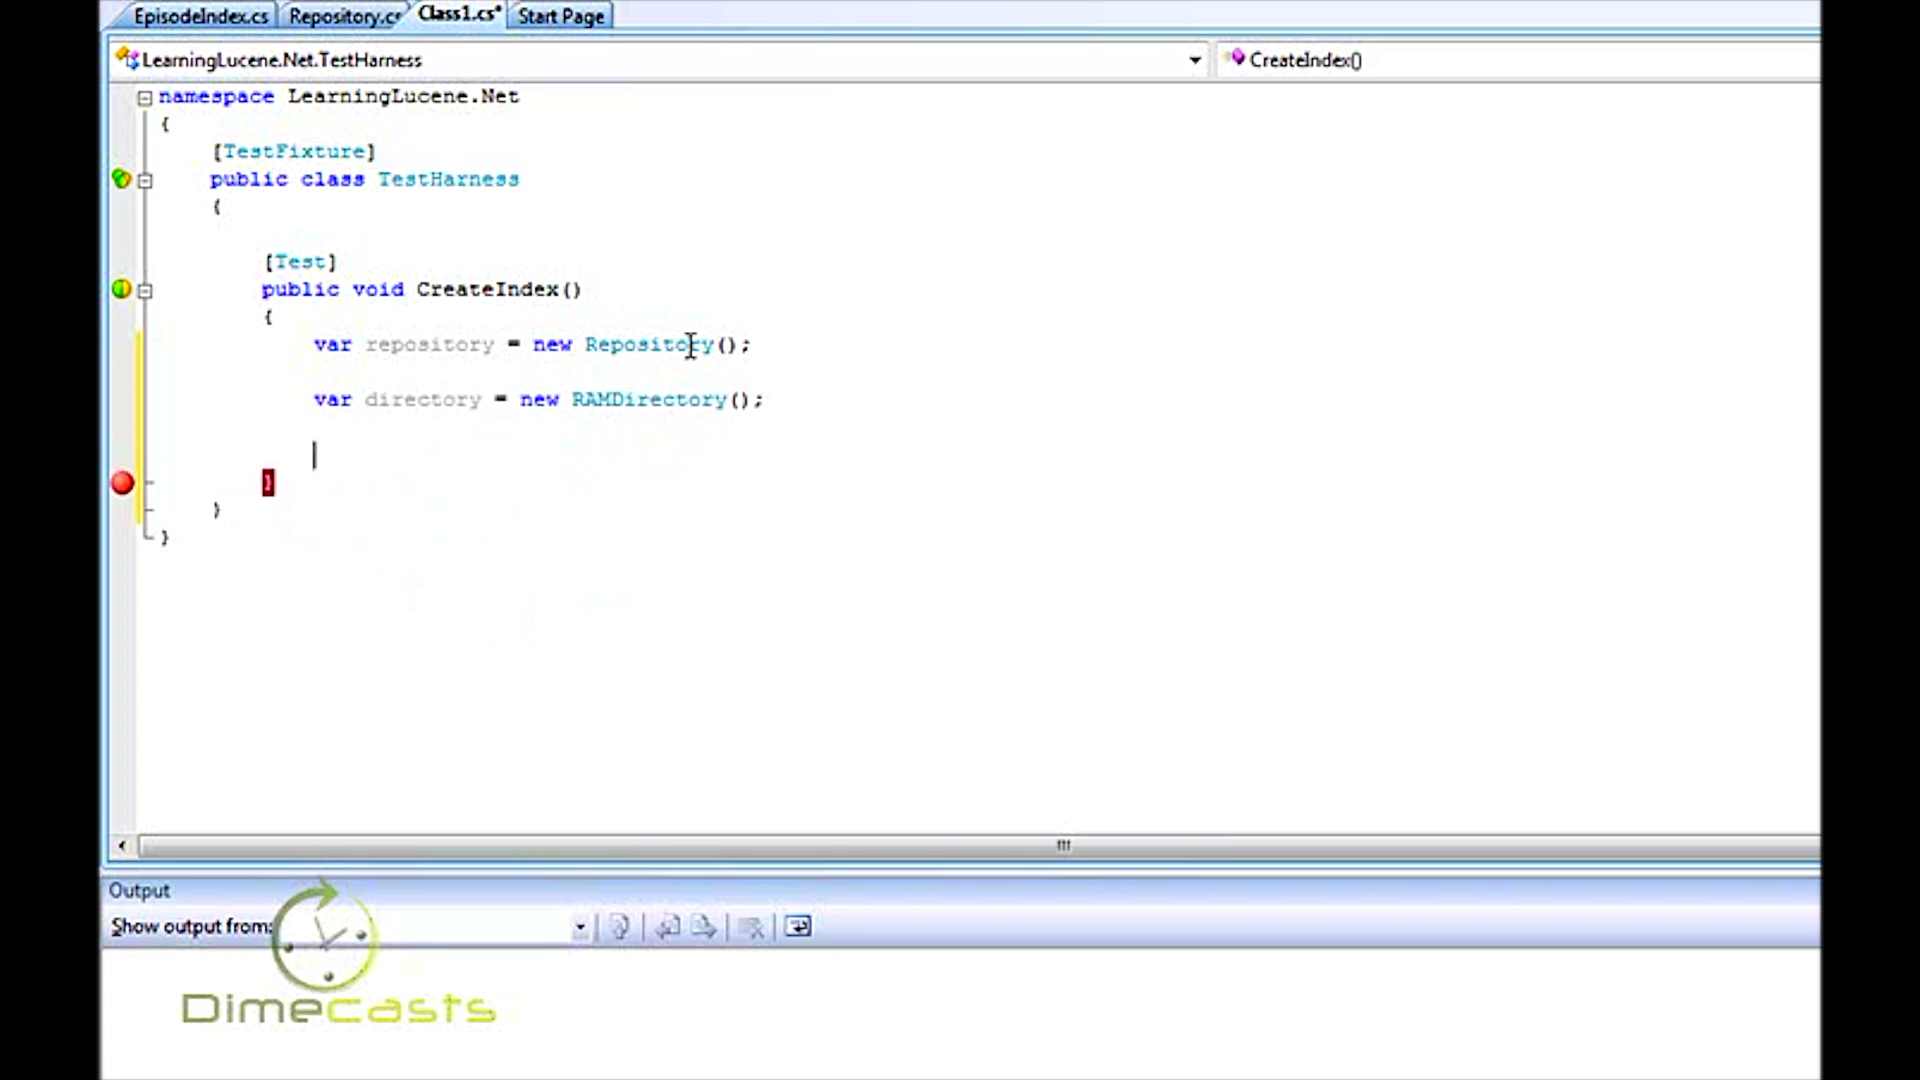 EpisodeIndex.cs Repository.cs Class1.cs* Start Page
LearningLucene.Net.TestHarness CreateIndex()
namespace LearningLucene.Net
{
[TestFixture]
public class TestHarness
{
[Test]
public void CreateIndex()
{
var repository = new Repository();
var directory = new RAMDirectory();
}
}
}
Output
Show output from:
Dimecasts